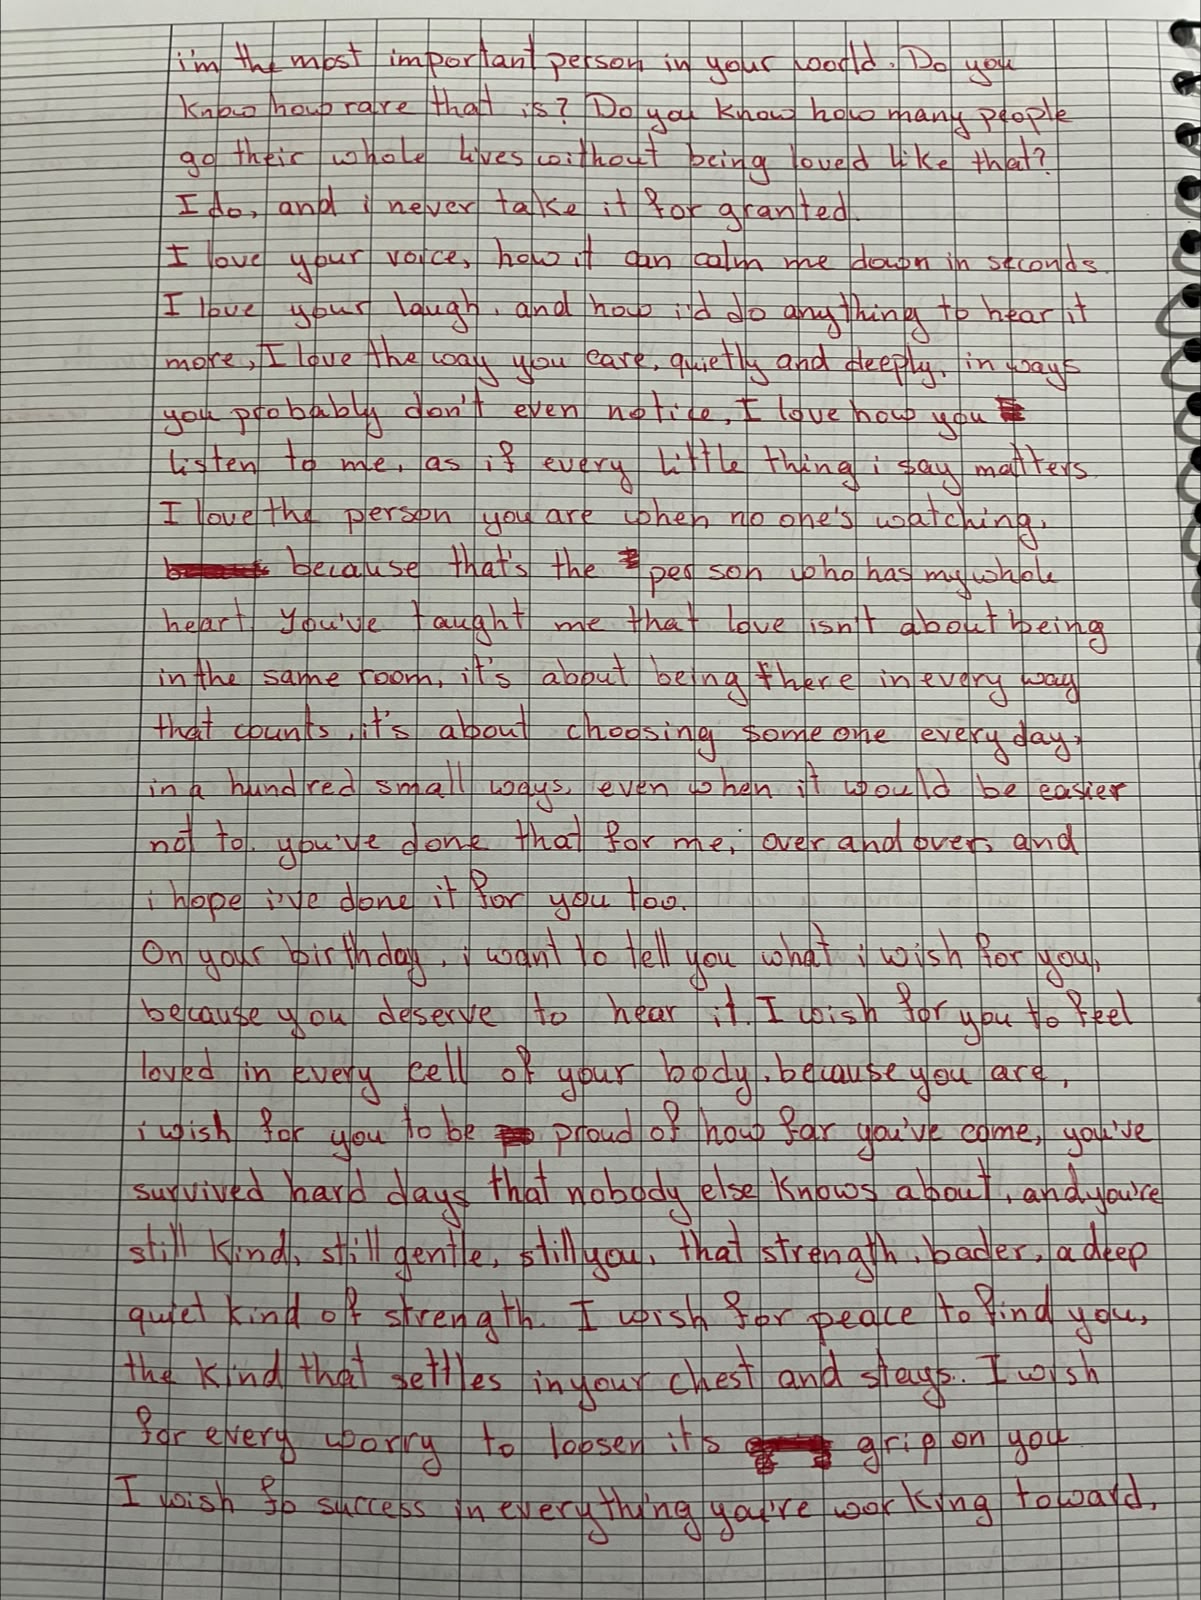 i'm the most important person in your woorld. Do you
know how rare that is? Do you know how many people
go their whole lives without being loved like that?
I do, and i never take it for granted.
I love your voice, how it can calm me down in seconds.
I love your laugh, and how i'd do anything to hear it
more, I love the way you care, quietly and deeply, in ways
you probably don't even notice, I love how you
listen to me, as if every little thing i say matters
I love the person you are when no one's watching,
because that's the person who has my whole
heart, You've taught me that love isn't about being
in the same room, it's about being there in every way
that counts, it's about choosing someone every day,
in a hundred small ways, even when it would be easier
not to. you've done that for me, over and over, and
i hope i've done it for you too.
On your birthday, i want to tell you what i wish for you,
because you deserve to hear it. I wish for you to feel
loved in every cell of your body, because you are,
i wish for you to be proud of how far you've come, you've
survived hard days that nobody else knows about, and you're
still kind, still gentle, still you, that strength, bader, a deep
quiet kind of strength. I wish for peace to find you,
the kind that settles in your chest and stays.. I wish
for every worry to loosen it's grip on you
I wish fo success in everything you're working toward,